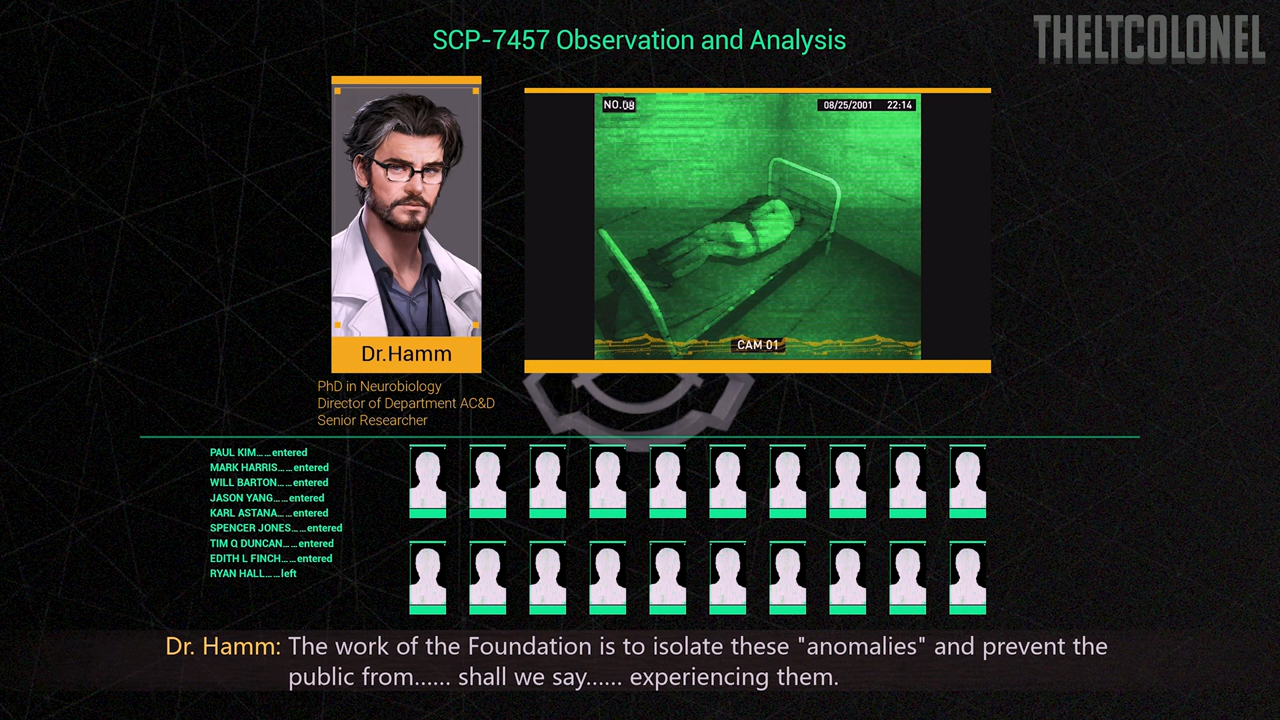 THELTCOLONEL
SCP-7457 Observation and Analysis
NO.08
08/25/2001 22:14
CAM 01
Dr.Hamm
PhD in Neurobiology
Director of Department AC&D
Senior Researcher
PAUL KIM……entered
MARK HARRIS……entered
WILL BARTON……entered
JASON YANG……entered
KARL ASTANA……entered
SPENCER JONES……entered
TIM Q DUNCAN……entered
EDITH L FINCH……entered
RYAN HALL……left
Dr. Hamm: The work of the Foundation is to isolate these "anomalies" and prevent the
public from...... shall we say...... experiencing them.